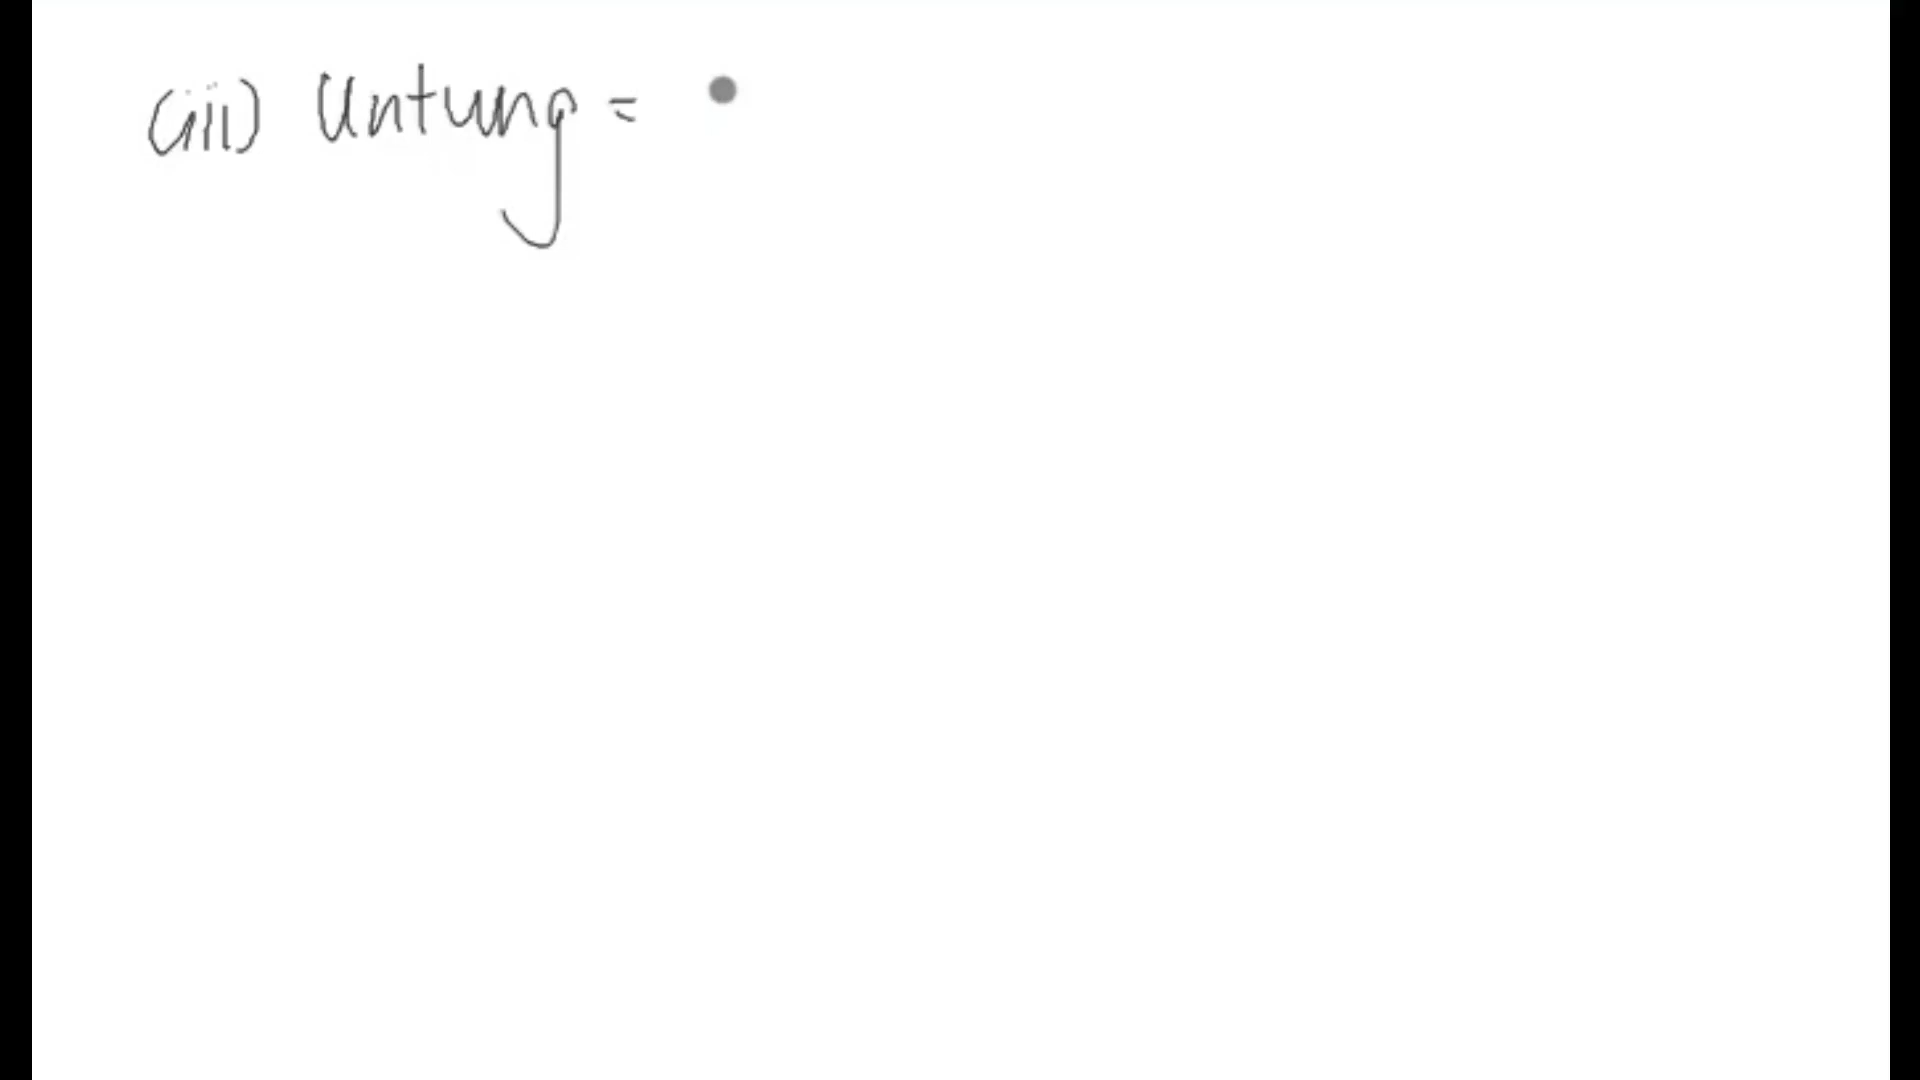 (iii) Untung =